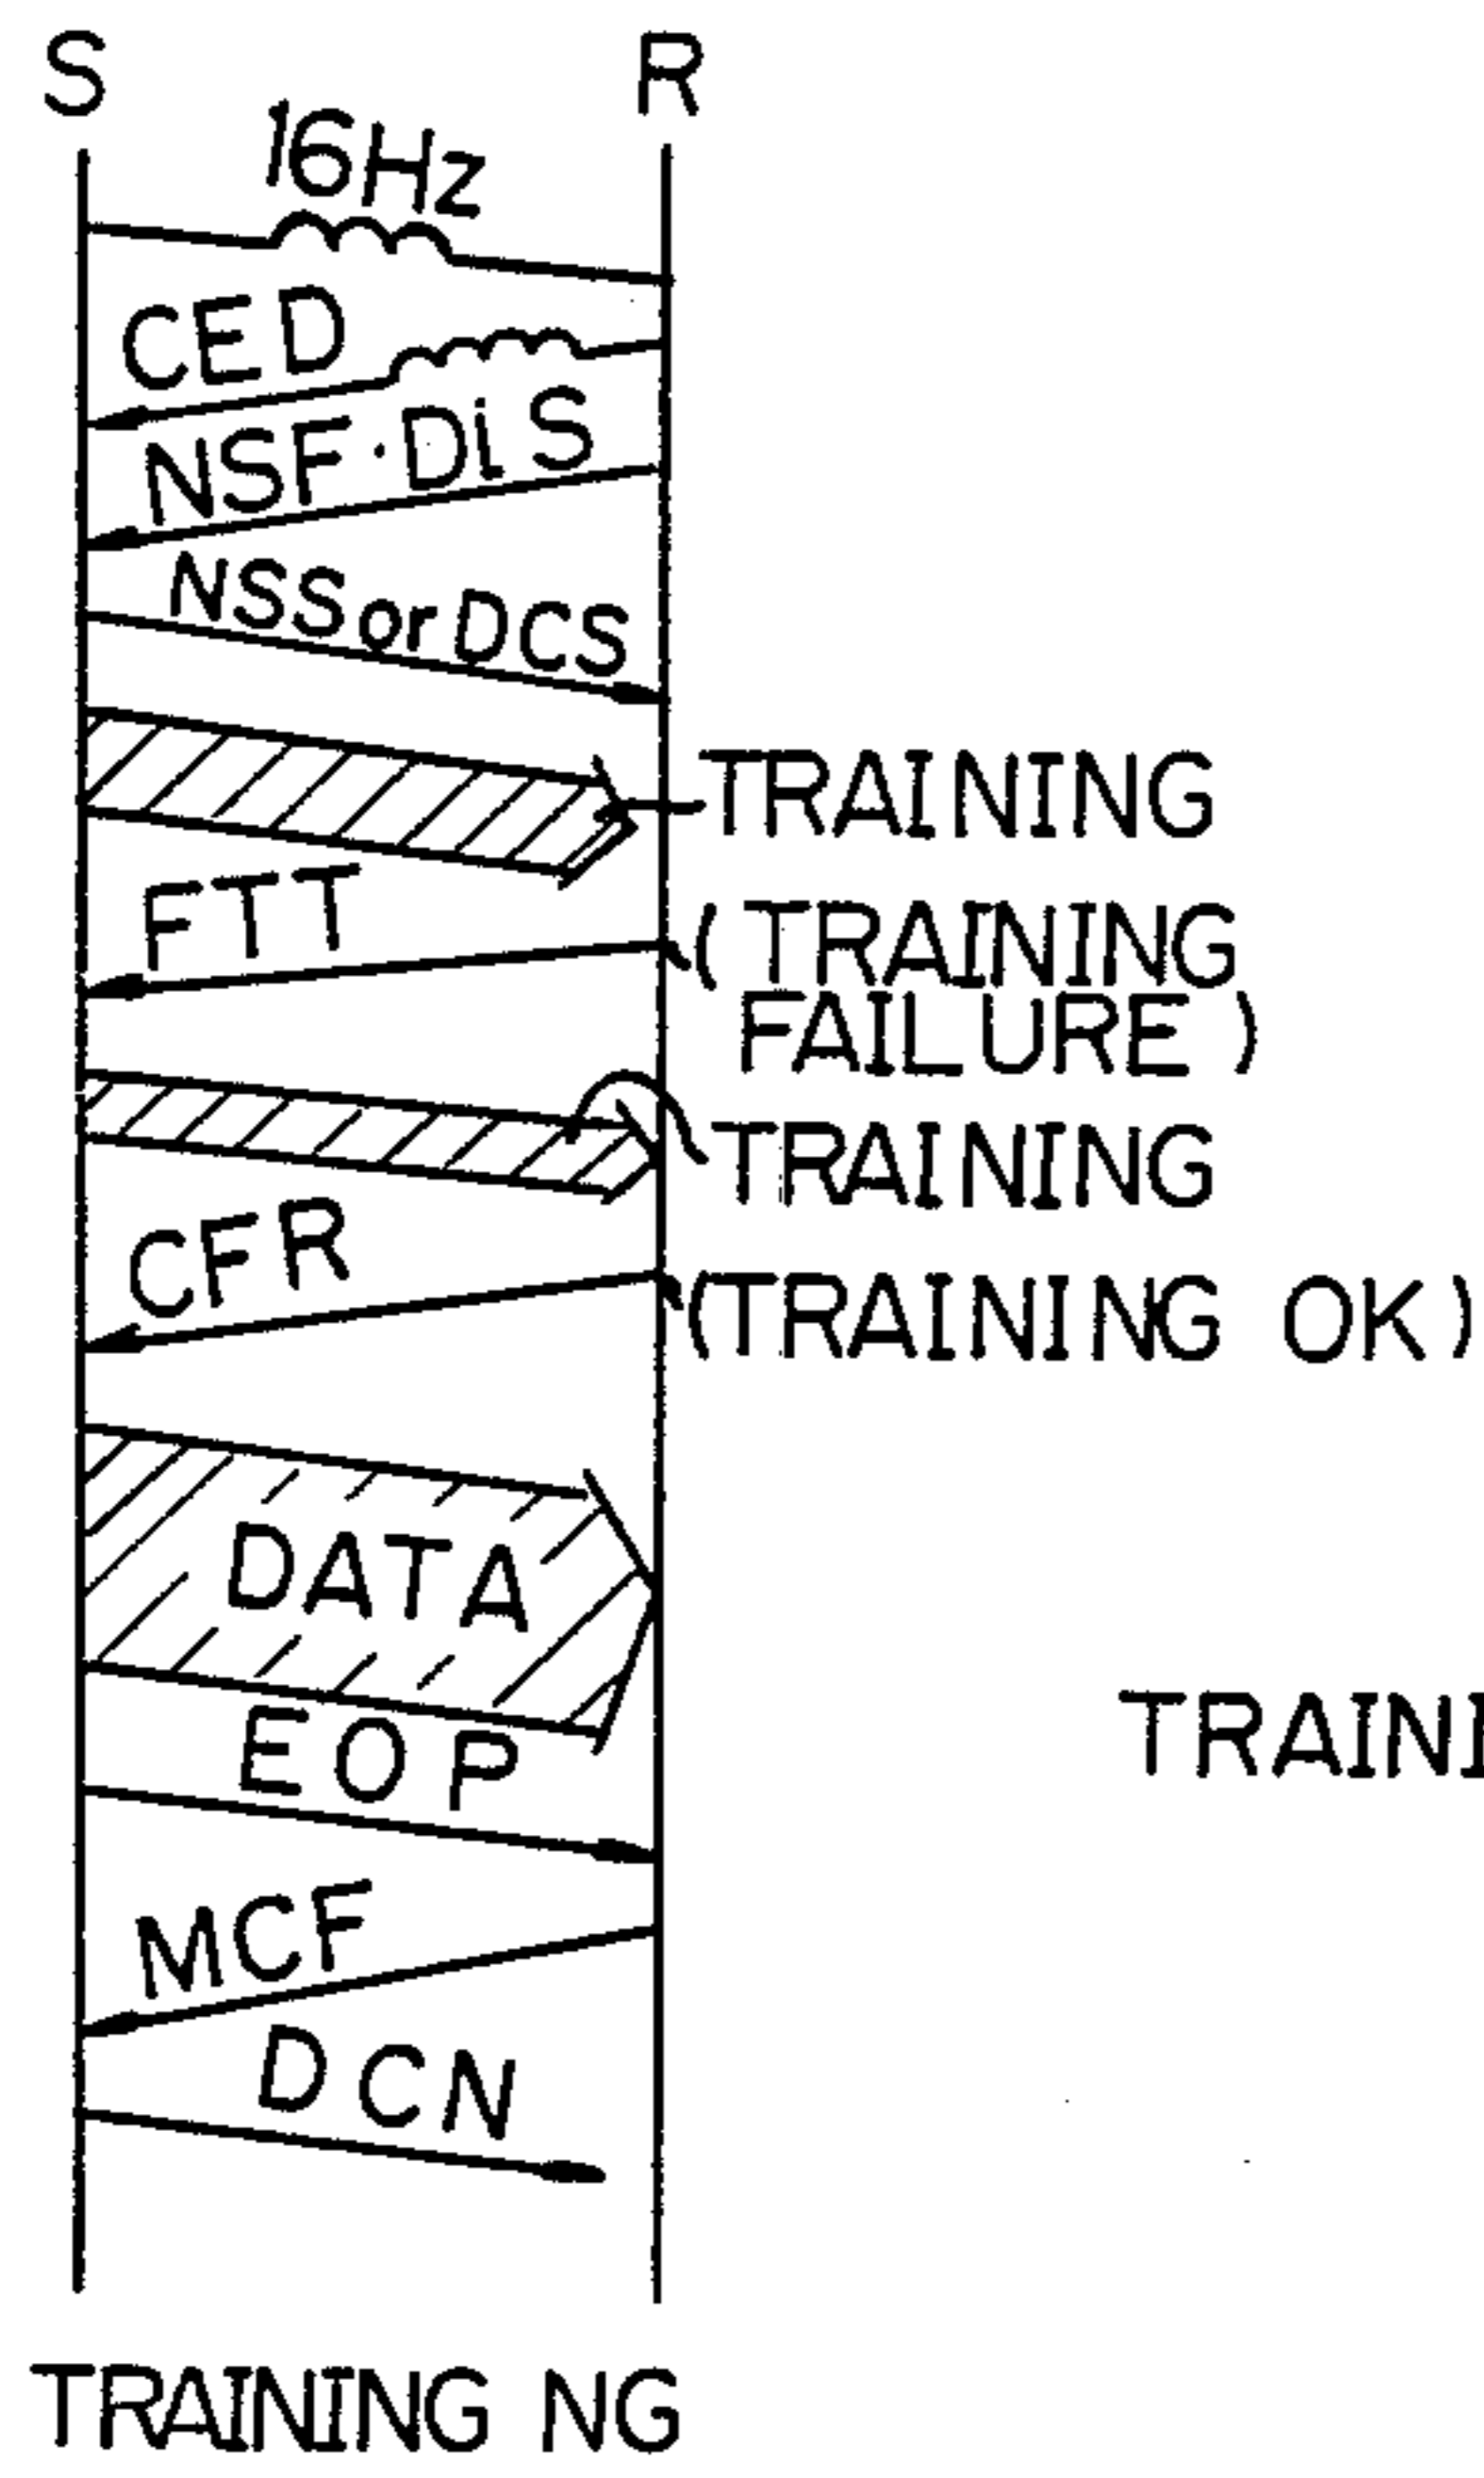 S R
16Hz
CED
NSF·DiS
NSSorDCS
TRAINING
FTT
(TRAINING
FAILURE)
TRAINING
CFR
(TRAINING OK)
DATA
EOP
MCF
DCN
TRAINING NG